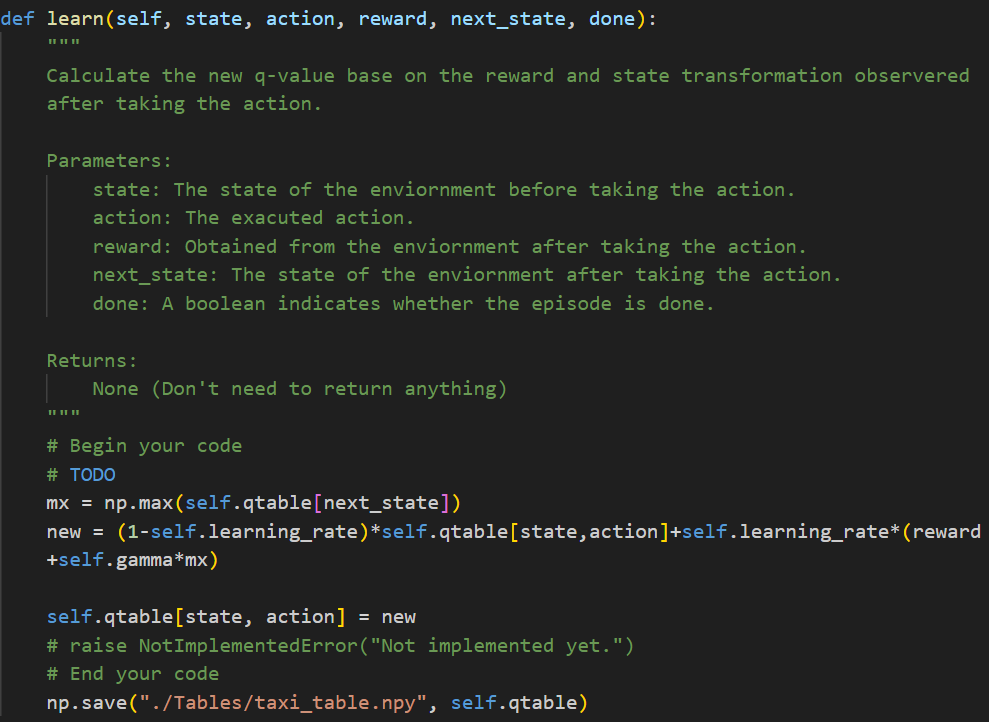 def learn(self, state, action, reward, next_state, done):
    """
    Calculate the new q-value base on the reward and state transformation observered
    after taking the action.

    Parameters:
        state: The state of the enviornment before taking the action.
        action: The exacuted action.
        reward: Obtained from the enviornment after taking the action.
        next_state: The state of the enviornment after taking the action.
        done: A boolean indicates whether the episode is done.

    Returns:
        None (Don't need to return anything)
    """
    # Begin your code
    # TODO
    mx = np.max(self.qtable[next_state])
    new = (1-self.learning_rate)*self.qtable[state,action]+self.learning_rate*(reward
    +self.gamma*mx)

    self.qtable[state, action] = new
    # raise NotImplementedError("Not implemented yet.")
    # End your code
    np.save("./Tables/taxi_table.npy", self.qtable)